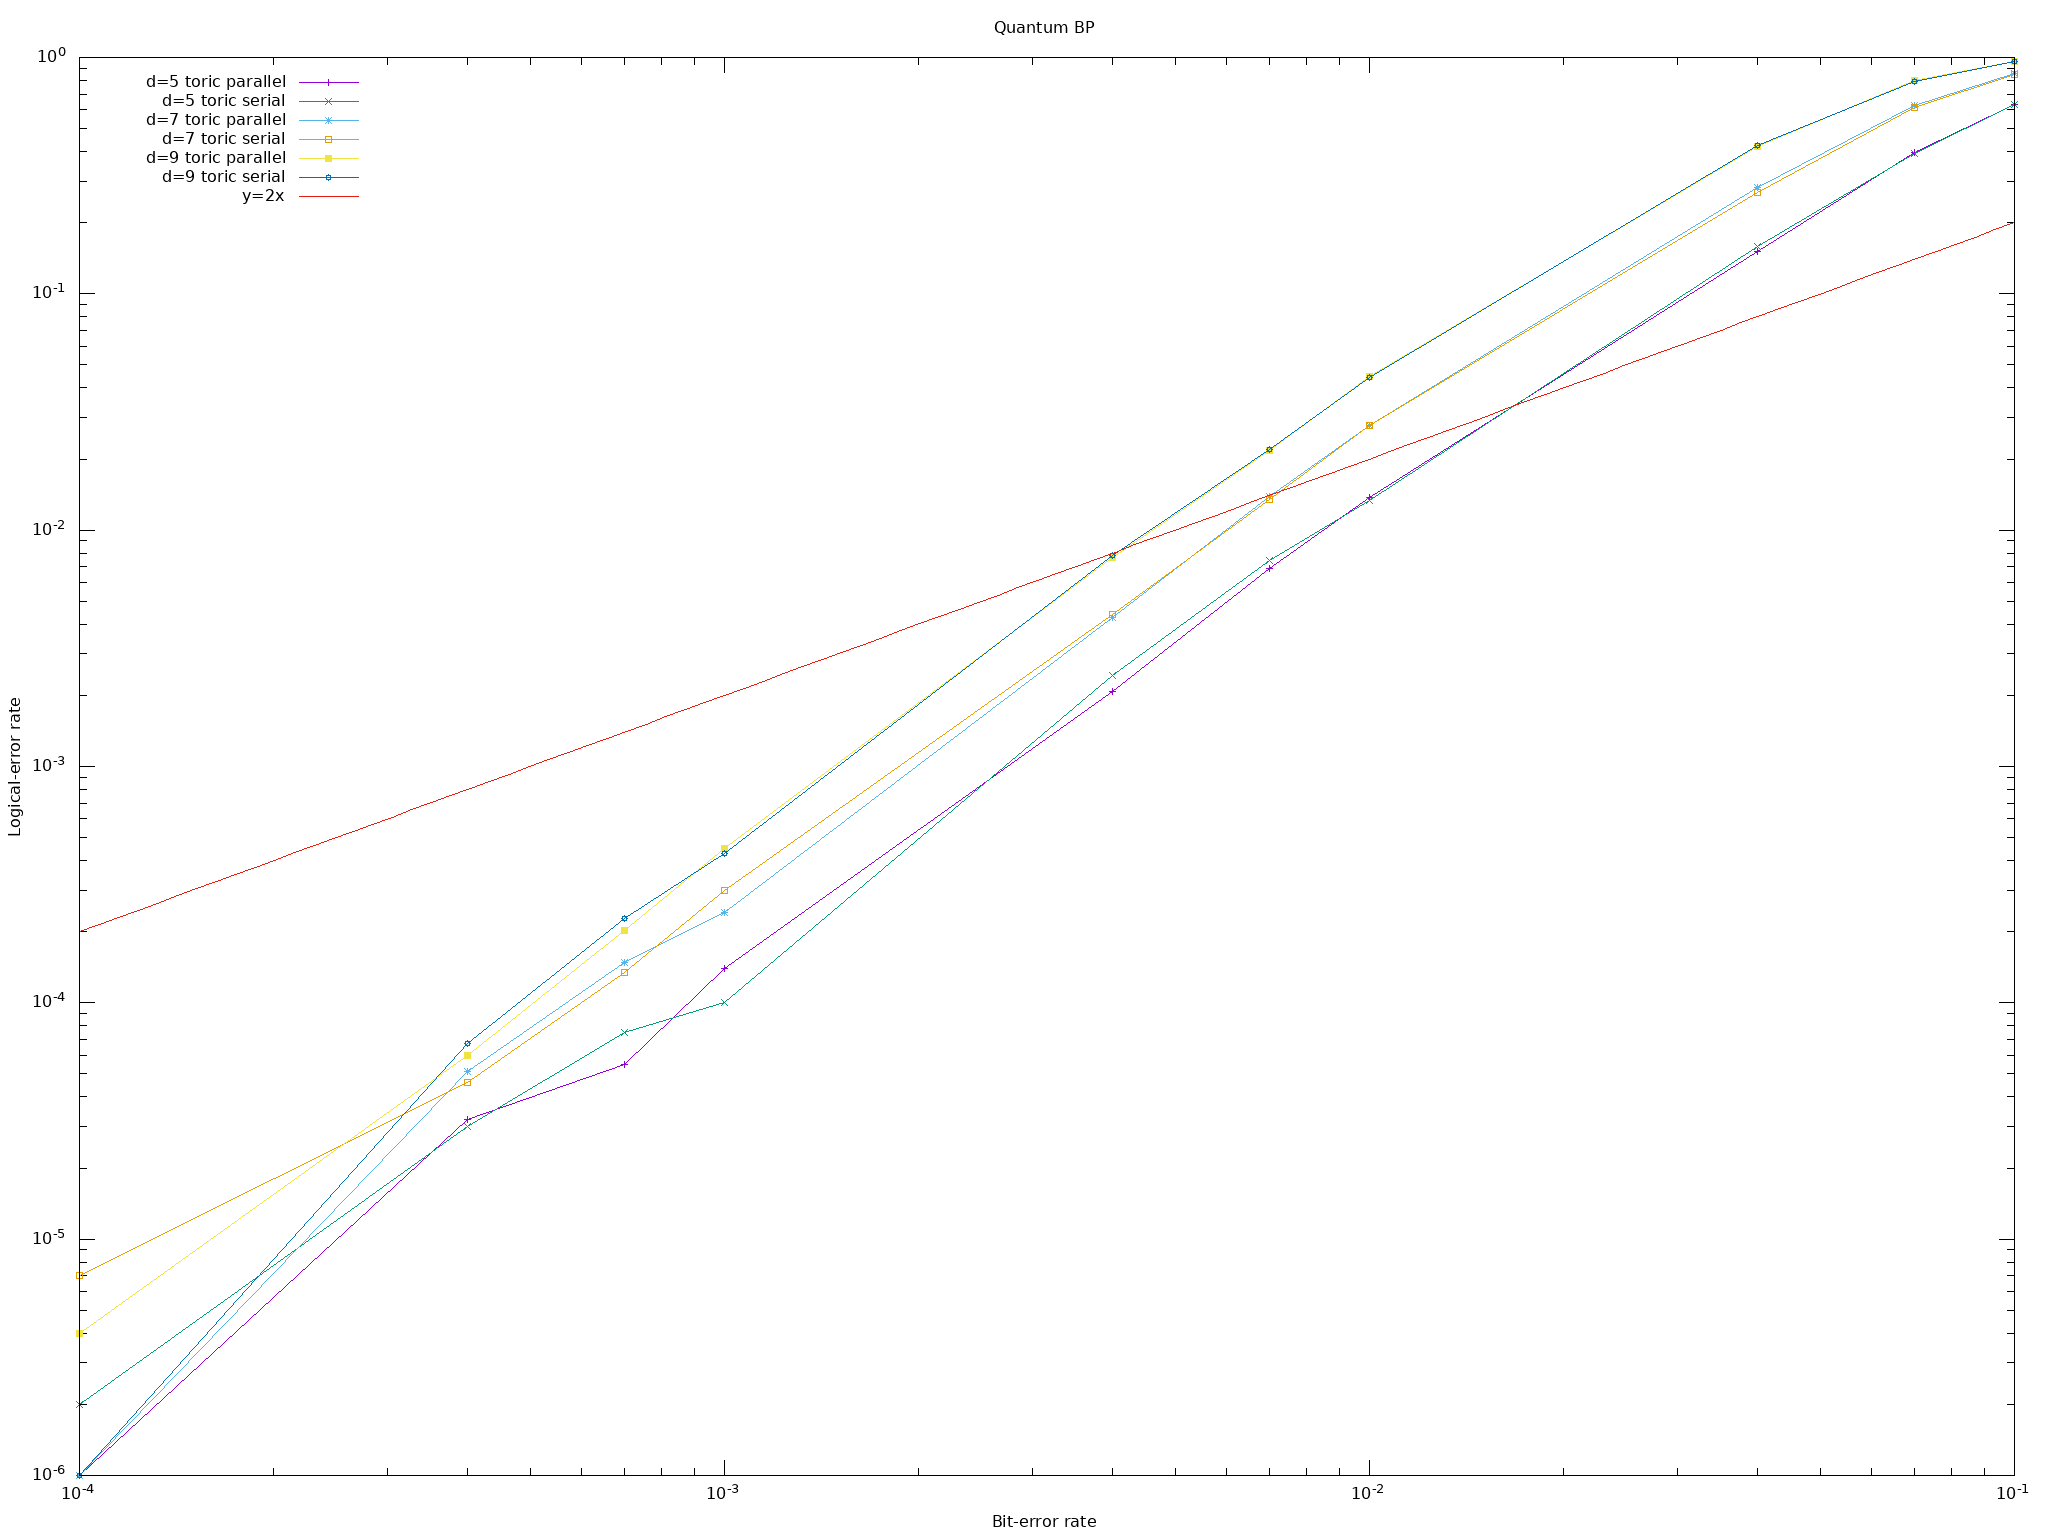 Quantum BP
10^0
10^-1
10^-2
10^-3
10^-4
10^-5
10^-6
d=5 toric parallel
d=5 toric serial
d=7 toric parallel
d=7 toric serial
d=9 toric parallel
d=9 toric serial
y=2x
Logical-error rate
10^-4
10^-3
10^-2
10^-1
Bit-error rate